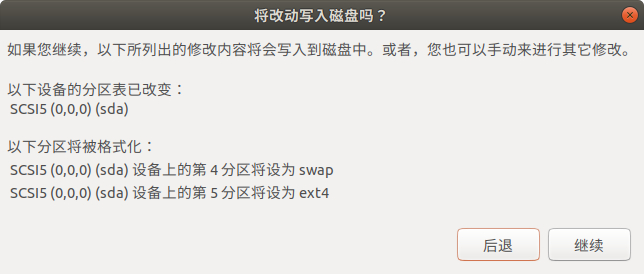 将改动写入磁盘吗？
如果您继续，以下所列出的修改内容将会写入到磁盘中。或者，您也可以手动来进行其它修改。
以下设备的分区表已改变：
SCSI5 (0,0,0) (sda)
以下分区将被格式化：
SCSI5 (0,0,0) (sda) 设备上的第 4 分区将设为 swap
SCSI5 (0,0,0) (sda) 设备上的第 5 分区将设为 ext4
后退
继续